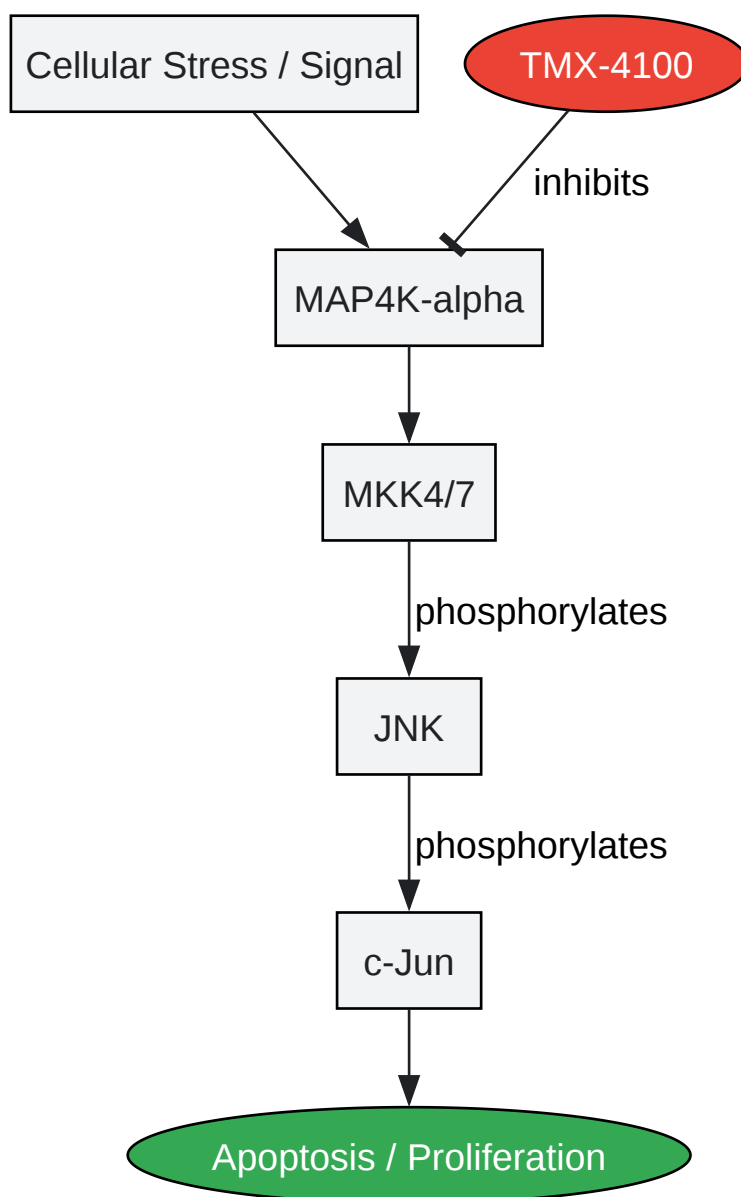 Cellular Stress / Signal
TMX-4100
inhibits
MAP4K-alpha
MKK4/7
phosphorylates
JNK
phosphorylates
c-Jun
Apoptosis / Proliferation